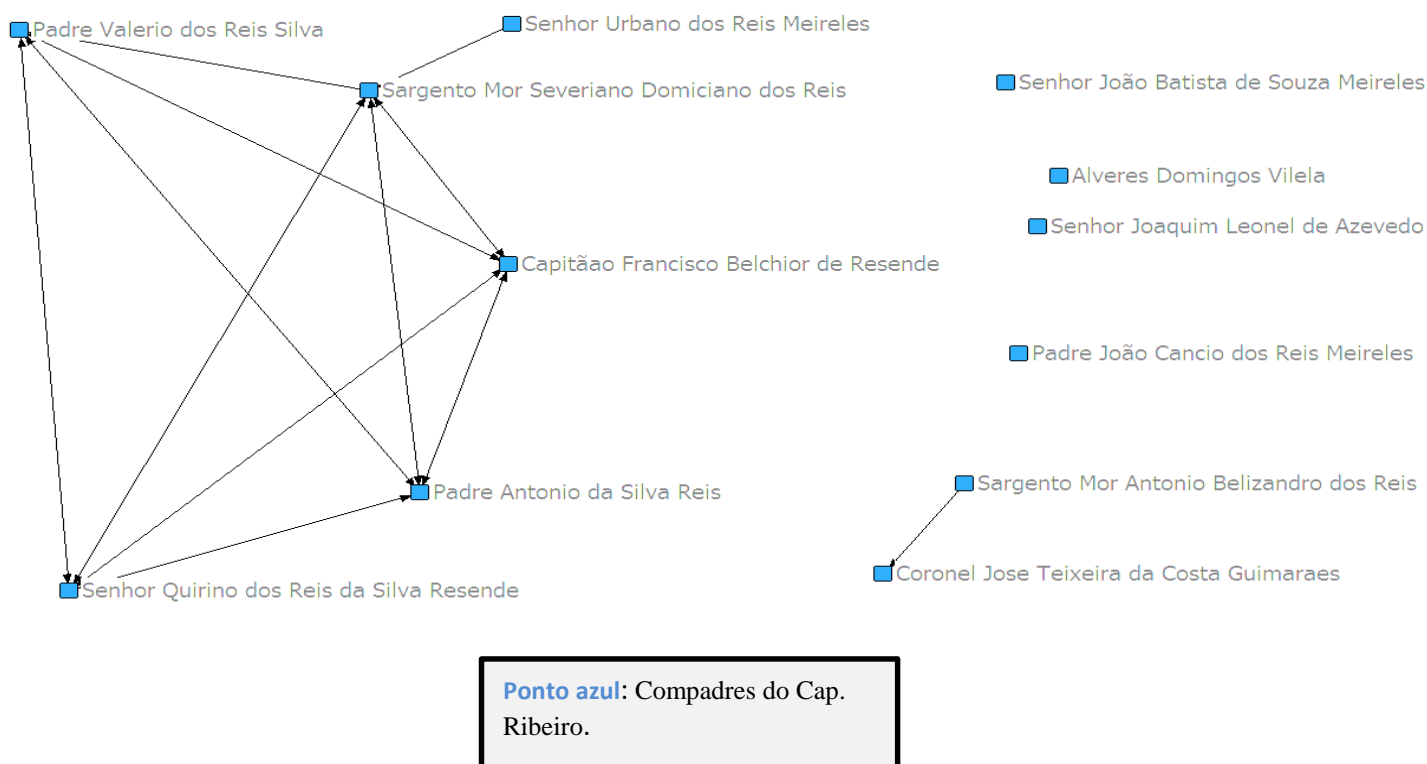 Padre Valerio dos Reis Silva
Senhor Urbano dos Reis Meireles
Sargento Mor Severiano Domiciano dos Reis
Senhor João Batista de Souza Meireles
Alveres Domingos Vilela
Senhor Joaquim Leonel de Azevedo
Capitãao Francisco Belchior de Resende
Padre João Cancio dos Reis Meireles
Padre Antonio da Silva Reis
Sargento Mor Antonio Belizandro dos Reis
Coronel Jose Teixeira da Costa Guimaraes
Senhor Quirino dos Reis da Silva Resende
Ponto azul: Compadres do Cap.
Ribeiro.